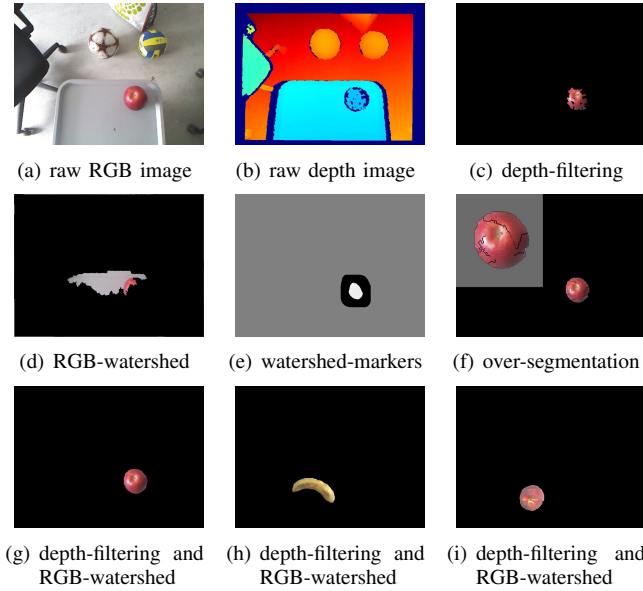 (a) raw RGB image
(b) raw depth image
(c) depth-filtering
(d) RGB-watershed
(e) watershed-markers
(f) over-segmentation
(g) depth-filtering and
RGB-watershed
(h) depth-filtering and
RGB-watershed
(i) depth-filtering and
RGB-watershed